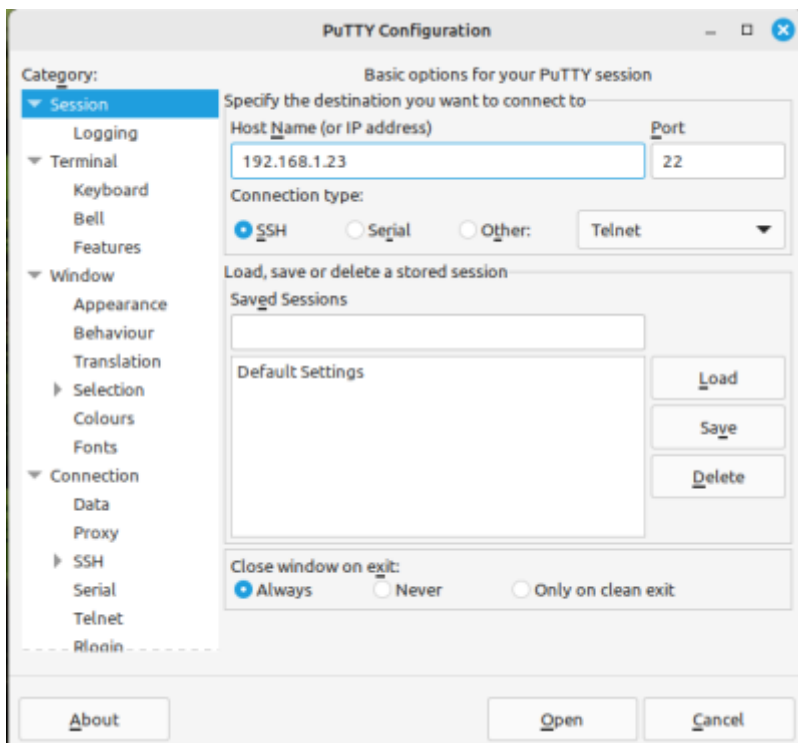 PuTTY Configuration
Category:
Session
Logging
Terminal
Keyboard
Bell
Features
Window
Appearance
Behaviour
Translation
Selection
Colours
Fonts
Connection
Data
Proxy
SSH
Serial
Telnet
Rlogin
Basic options for your PuTTY session
Specify the destination you want to connect to
Host Name (or IP address) Port
192.168.1.23 22
Connection type:
SSH Serial Other: Telnet
Load, save or delete a stored session
Saved Sessions
Default Settings
Load
Save
Delete
Close window on exit:
Always Never Only on clean exit
About Open Cancel